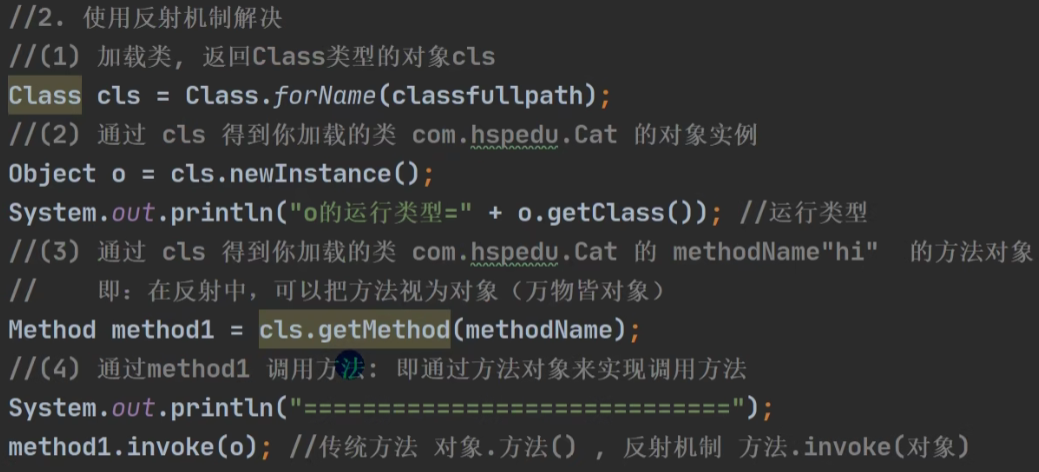 //2. 使用反射机制解决
//(1) 加载类, 返回Class类型的对象cls
Class cls = Class.forName(classfullpath);
//(2) 通过 cls 得到你加载的类 com.hspedu.Cat 的对象实例
Object o = cls.newInstance();
System.out.println("o的运行类型=" + o.getClass()); //运行类型
//(3) 通过 cls 得到你加载的类 com.hspedu.Cat 的 methodName"hi"  的方法对象
//    即：在反射中，可以把方法视为对象（万物皆对象）
Method method1 = cls.getMethod(methodName);
//(4) 通过method1 调用方法: 即通过方法对象来实现调用方法
System.out.println("=============================");
method1.invoke(o); //传统方法 对象.方法() , 反射机制 方法.invoke(对象)